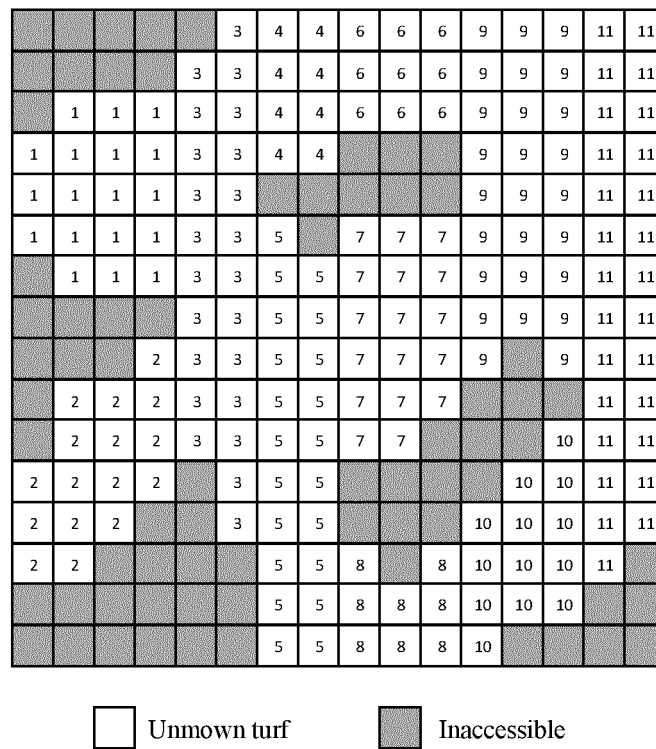 3 4 4 6 6 6 9 9 9 11 11
3 3 4 4 6 6 6 9 9 9 11 11
1 1 1 3 3 4 4 6 6 6 9 9 9 11 11
1 1 1 1 3 3 4 4 9 9 9 11 11
1 1 1 1 3 3 9 9 9 11 11
1 1 1 1 3 3 5 7 7 7 9 9 9 11 11
1 1 1 3 3 5 5 7 7 7 9 9 9 11 11
3 3 5 5 7 7 7 9 9 9 11 11
2 3 3 5 5 7 7 7 9 9 11 11
2 2 2 3 3 5 5 7 7 7 11 11
2 2 2 3 3 5 5 7 7 10 11 11
2 2 2 2 3 5 5 10 10 11 11
2 2 2 3 5 5 10 10 10 11 11
2 2 5 5 8 8 10 10 10 11
5 5 8 8 8 10 10 10
5 5 8 8 8 10
Unmown turf Inaccessible